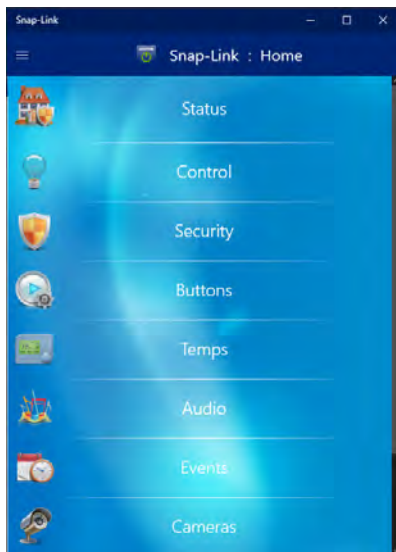 Snap-Link
Snap-Link : Home
Status
Control
Security
Buttons
Temps
Audio
Events
Cameras